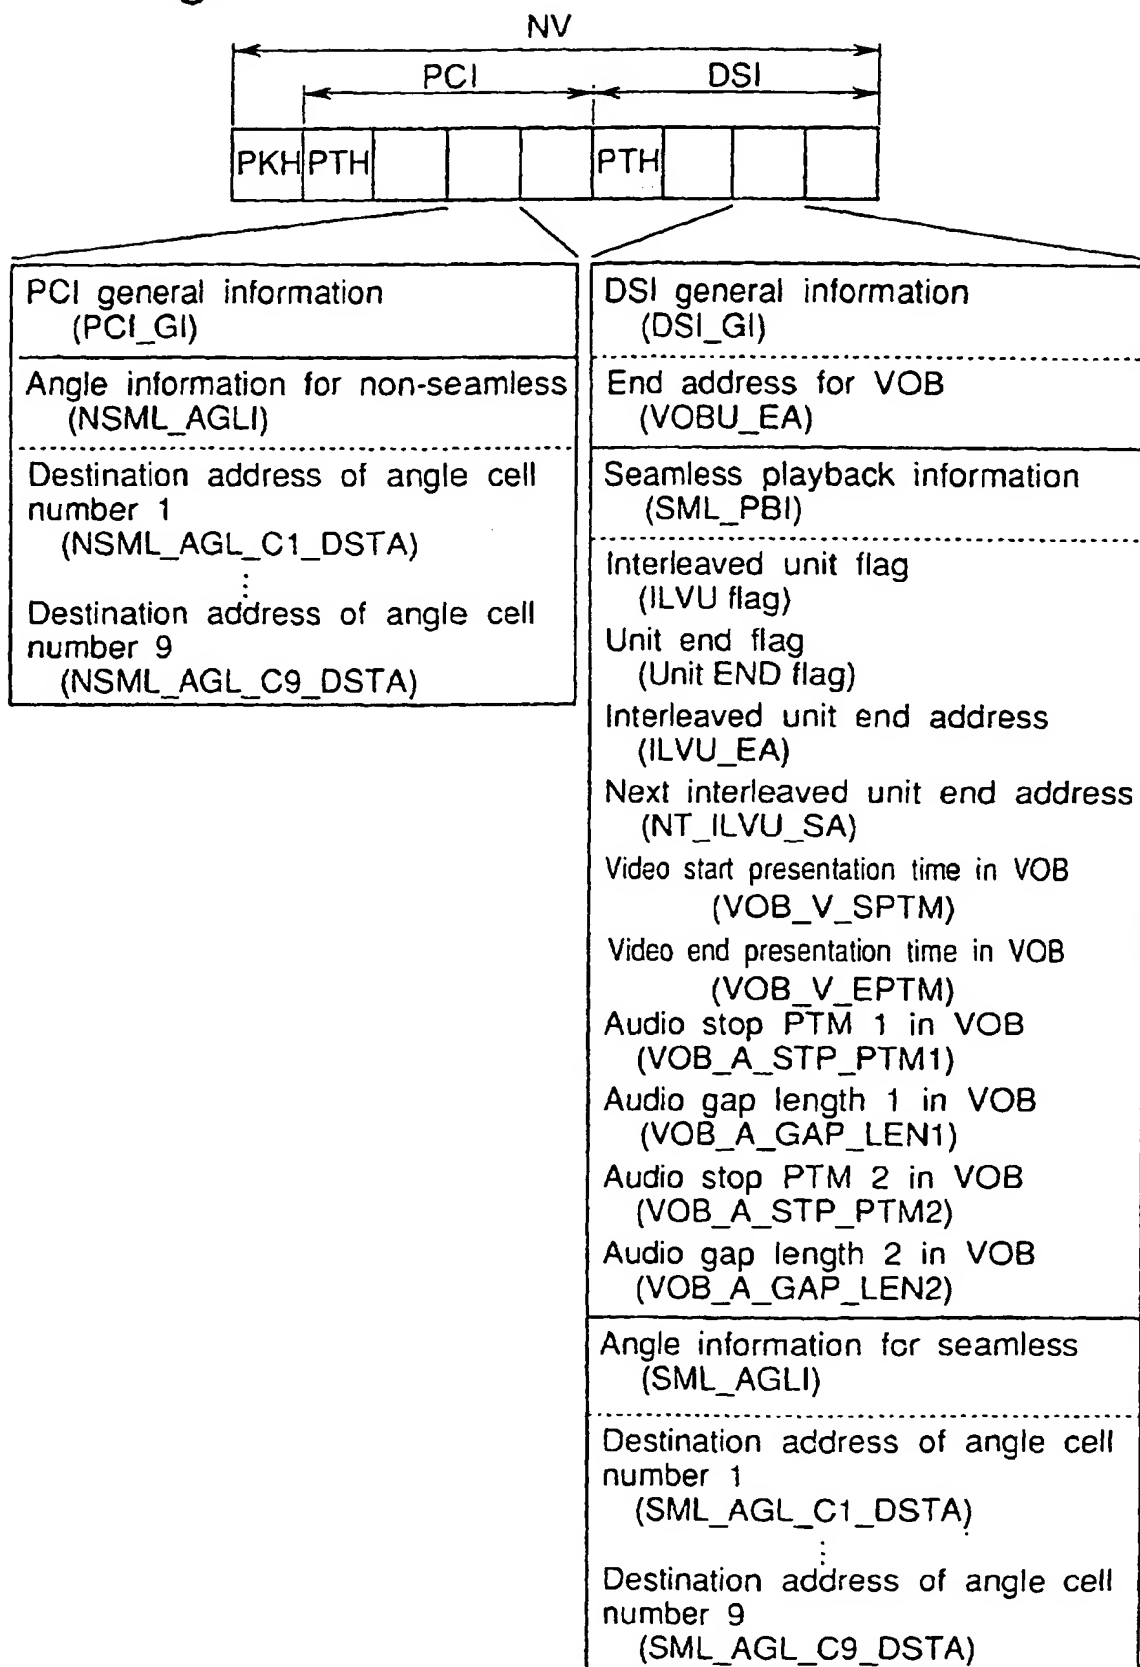 NV
PCI DSI
PKH PTH PTH
PCI general information
(PCI_GI)
Angle information for non-seamless
(NSML_AGLI)
Destination address of angle cell
number 1
(NSML_AGL_C1_DSTA)
Destination address of angle cell
number 9
(NSML_AGL_C9_DSTA)
DSI general information
(DSI_GI)
End address for VOB
(VOBU_EA)
Seamless playback information
(SML_PBI)
Interleaved unit flag
(ILVU flag)
Unit end flag
(Unit END flag)
Interleaved unit end address
(ILVU_EA)
Next interleaved unit end address
(NT_ILVU_SA)
Video start presentation time in VOB
(VOB_V_SPTM)
Video end presentation time in VOB
(VOB_V_EPTM)
Audio stop PTM 1 in VOB
(VOB_A_STP_PTM1)
Audio gap length 1 in VOB
(VOB_A_GAP_LEN1)
Audio stop PTM 2 in VOB
(VOB_A_STP_PTM2)
Audio gap length 2 in VOB
(VOB_A_GAP_LEN2)
Angle information for seamless
(SML_AGLI)
Destination address of angle cell
number 1
(SML_AGL_C1_DSTA)
Destination address of angle cell
number 9
(SML_AGL_C9_DSTA)